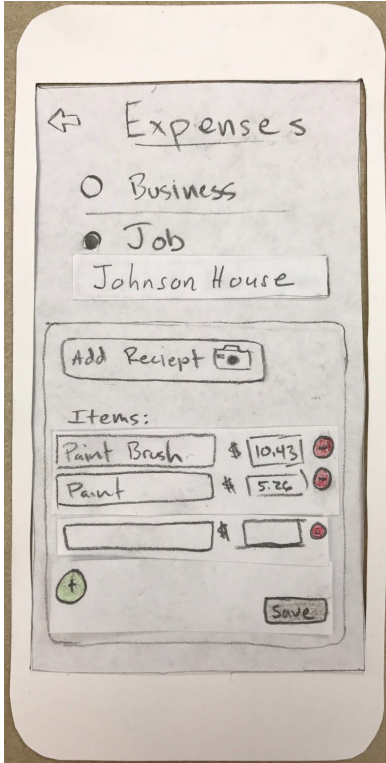 Expenses
Business
Job
Johnson House
Add Reciept
Items:
Paint Brush $ 10.43 -
Paint $ 5.26 -
$ -
+
Save